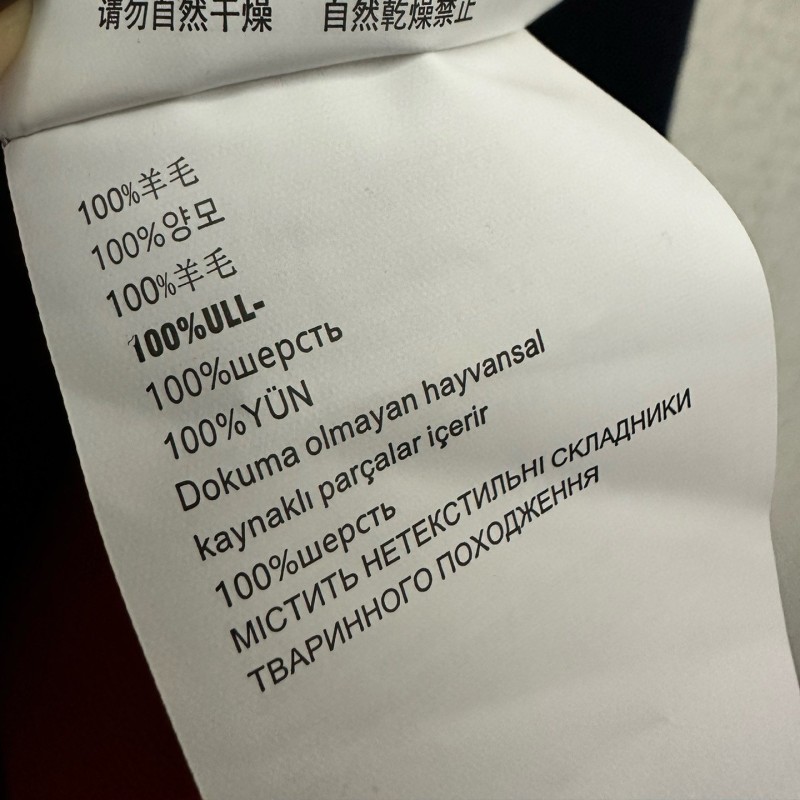 请勿自然干燥 自然乾燥禁止
100%羊毛
100%양모
100%羊毛
100%ULL-
100%шерсть
100%YÜN
Dokuma olmayan hayvansal
kaynaklı parçalar içerir
100%шерсть
МІСТИТЬ НЕТЕКСТИЛЬНІ СКЛАДНИКИ
ТВАРИННОГО ПОХОДЖЕННЯ